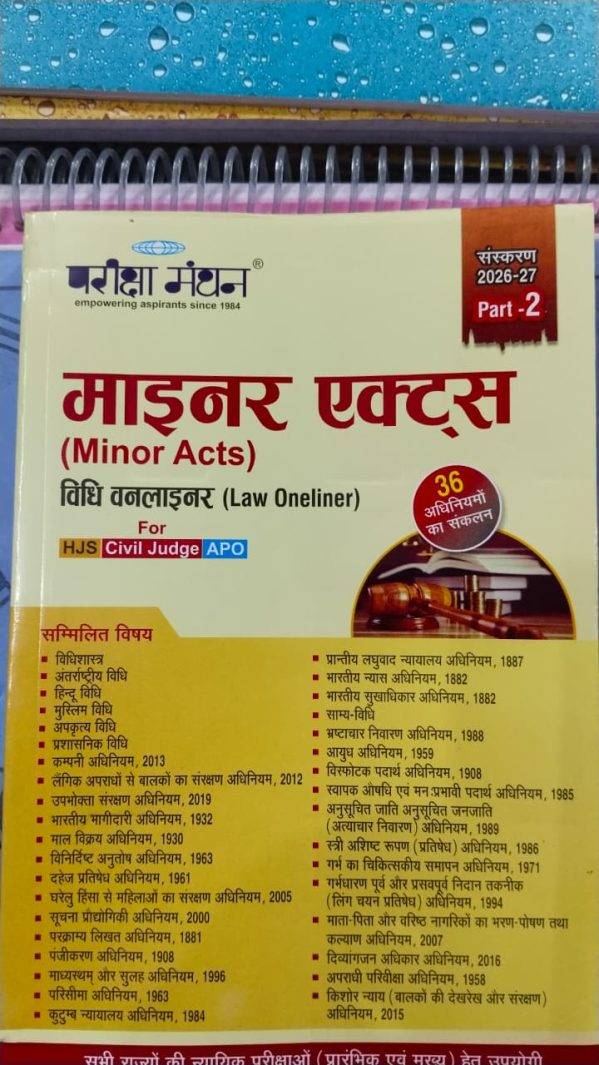 परीक्षा मंथन®
empowering aspirants since 1984
संस्करण
2026-27
Part -2
माइनर एक्ट्स
(Minor Acts)
विधि वनलाइनर (Law Oneliner)
For
HJS Civil Judge APO
36
अधिनियमों
का संकलन
सम्मिलित विषय
विधिशास्त्र
अंतर्राष्ट्रीय विधि
हिन्दू विधि
मुस्लिम विधि
अपकृत्य विधि
प्रशासनिक विधि
कम्पनी अधिनियम, 2013
लैंगिक अपराधों से बालकों का संरक्षण अधिनियम, 2012
उपभोक्ता संरक्षण अधिनियम, 2019
भारतीय भागीदारी अधिनियम, 1932
माल विक्रय अधिनियम, 1930
विनिर्दिष्ट अनुतोष अधिनियम, 1963
दहेज प्रतिषेध अधिनियम, 1961
घरेलु हिंसा से महिलाओं का संरक्षण अधिनियम, 2005
सूचना प्रौद्योगिकी अधिनियम, 2000
परक्राम्य लिखत अधिनियम, 1881
पंजीकरण अधिनियम, 1908
माध्यस्थम् और सुलह अधिनियम, 1996
परिसीमा अधिनियम, 1963
कुटुम्ब न्यायालय अधिनियम, 1984
प्रान्तीय लघुवाद न्यायालय अधिनियम, 1887
भारतीय न्यास अधिनियम, 1882
भारतीय सुखाधिकार अधिनियम, 1882
साम्य-विधि
भ्रष्टाचार निवारण अधिनियम, 1988
आयुध अधिनियम, 1959
विस्फोटक पदार्थ अधिनियम, 1908
स्वापक ओषधि एवं मनःप्रभावी पदार्थ अधिनियम, 1985
अनुसूचित जाति अनुसूचित जनजाति
(अत्याचार निवारण) अधिनियम, 1989
स्त्री अशिष्ट रूपण (प्रतिषेध) अधिनियम, 1986
गर्भ का चिकित्सकीय समापन अधिनियम, 1971
गर्भधारण पूर्व और प्रसवपूर्व निदान तकनीक
(लिंग चयन प्रतिषेध) अधिनियम, 1994
माता-पिता और वरिष्ठ नागरिकों का भरण-पोषण तथा
कल्याण अधिनियम, 2007
दिव्यांगजन अधिकार अधिनियम, 2016
अपराधी परिवीक्षा अधिनियम, 1958
किशोर न्याय (बालकों की देखरेख और संरक्षण)
अधिनियम, 2015
सभी राज्यों की न्यायिक परीक्षाओं (प्रारंभिक एवं मुख्य) हेतु उपयोगी